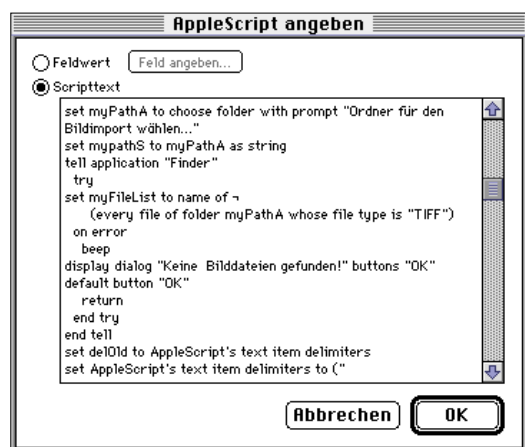 AppleScript angeben
Feldwert Feld angeben...
Scripttext
set myPathA to choose folder with prompt "Ordner für den
Bildimport wählen..."
set mypathS to myPathA as string
tell application "Finder"
try
set myFileList to name of ¬
(every file of folder myPathA whose file type is "TIFF")
on error
beep
display dialog "Keine Bilddateien gefunden!" buttons "OK"
default button "OK"
return
end try
end tell
set delOld to AppleScript's text item delimiters
set AppleScript's text item delimiters to ("
Abbrechen OK